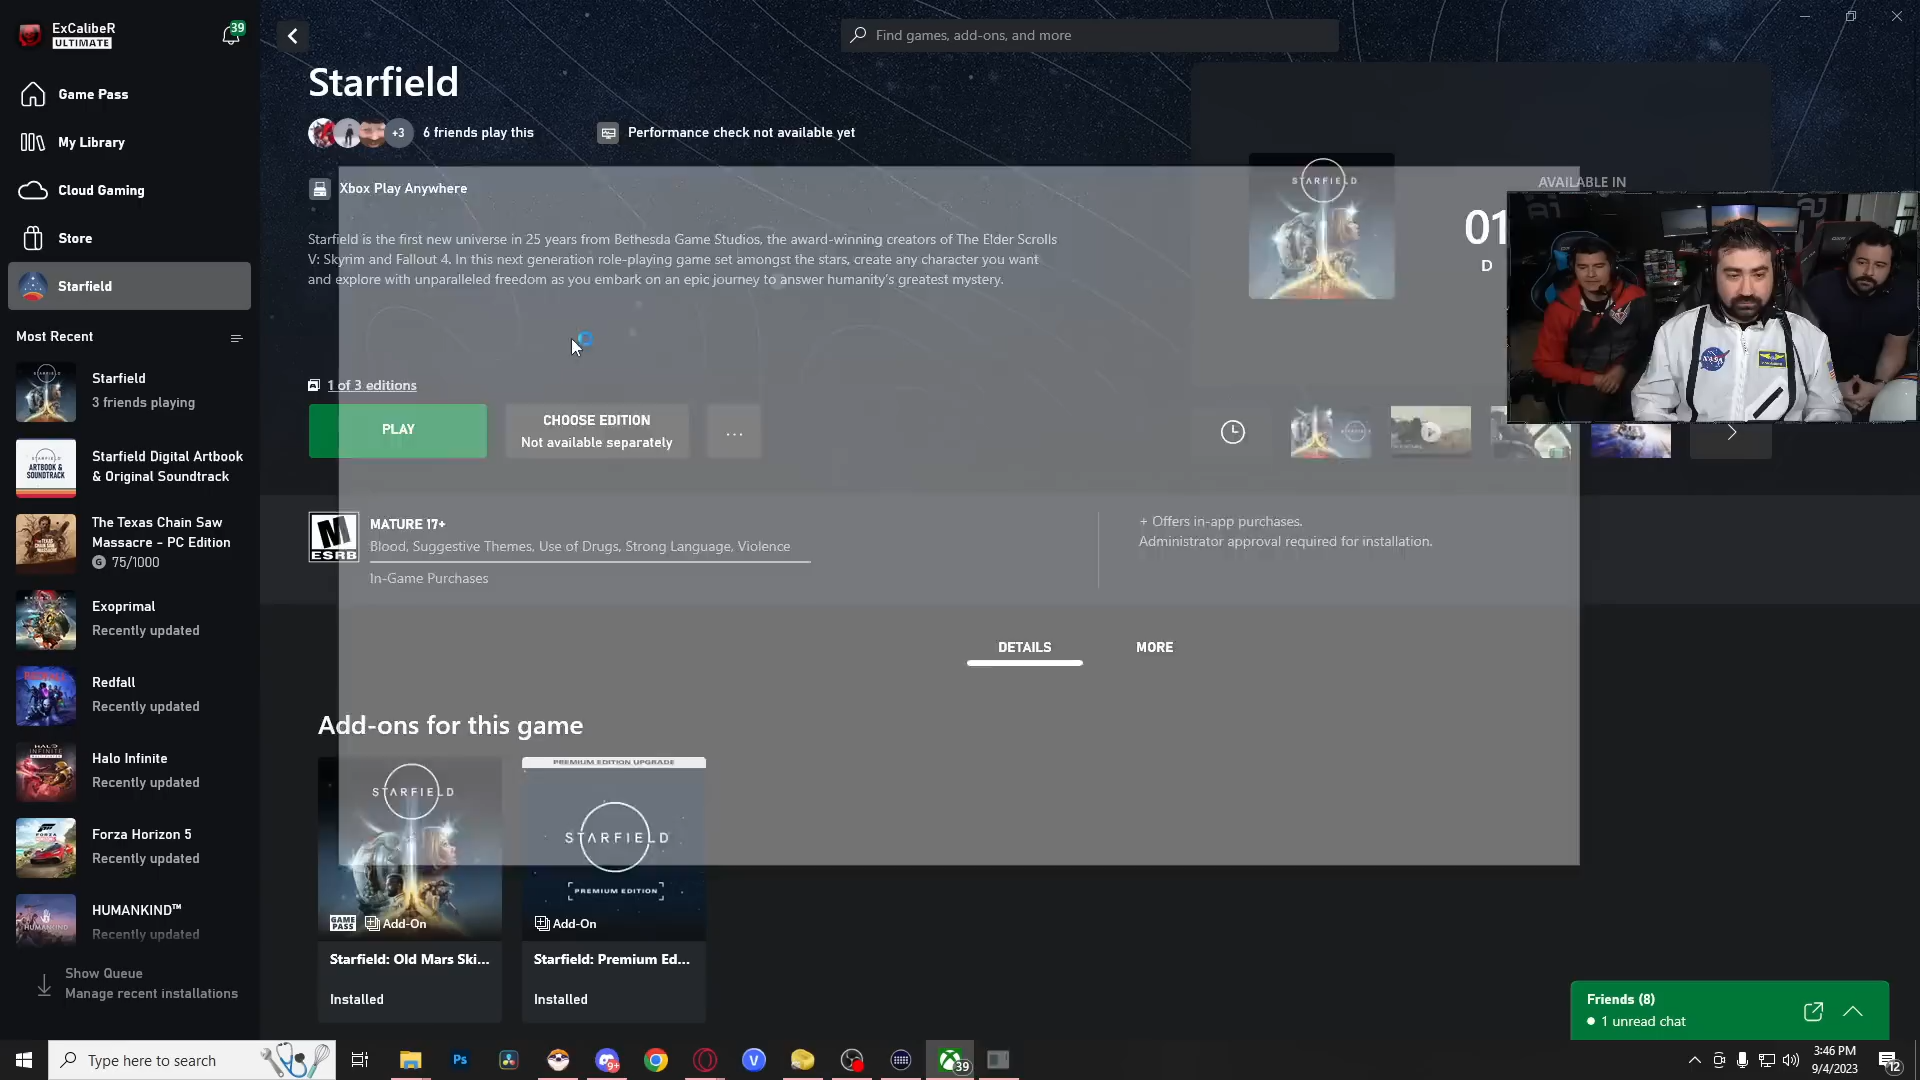 ExCalibeR
ULTIMATE
39
Find games, add-ons, and more
Game Pass
My Library
Cloud Gaming
Store
Starfield
Most Recent
Starfield
3 friends playing
STARFIELD
ARTBOOK &
SOUNDTRACK
Starfield Digital Artbook
& Original Soundtrack
The Texas Chain Saw
Massacre - PC Edition
G 75/1000
Exoprimal
Recently updated
Redfall
Recently updated
Halo Infinite
Recently updated
Forza Horizon 5
Recently updated
HUMANKIND
HUMANKIND™
Recently updated
Show Queue
Manage recent installations
Starfield
+3
6 friends play this
Performance check not available yet
Xbox Play Anywhere
Starfield is the first new universe in 25 years from Bethesda Game Studios, the award-winning creators of The Elder Scrolls
V: Skyrim and Fallout 4. In this next generation role-playing game set amongst the stars, create any character you want
and explore with unparalleled freedom as you embark on an epic journey to answer humanity's greatest mystery.
1 of 3 editions
PLAY
CHOOSE EDITION
Not available separately
...
STARFIELD
AVAILABLE IN
01
D
NASA
M
ESRB
MATURE 17+
Blood, Suggestive Themes, Use of Drugs, Strong Language, Violence
In-Game Purchases
+ Offers in-app purchases.
Administrator approval required for installation.
DETAILS
MORE
Add-ons for this game
STARFIELD
GAME
PASS
Add-On
Starfield: Old Mars Ski...
Installed
PREMIUM EDITION UPGRADE
STARFIELD
PREMIUM EDITION
Add-On
Starfield: Premium Ed...
Installed
Friends (8)
1 unread chat
Type here to search
Ps
9+
V
39
3:46 PM
9/4/2023
12